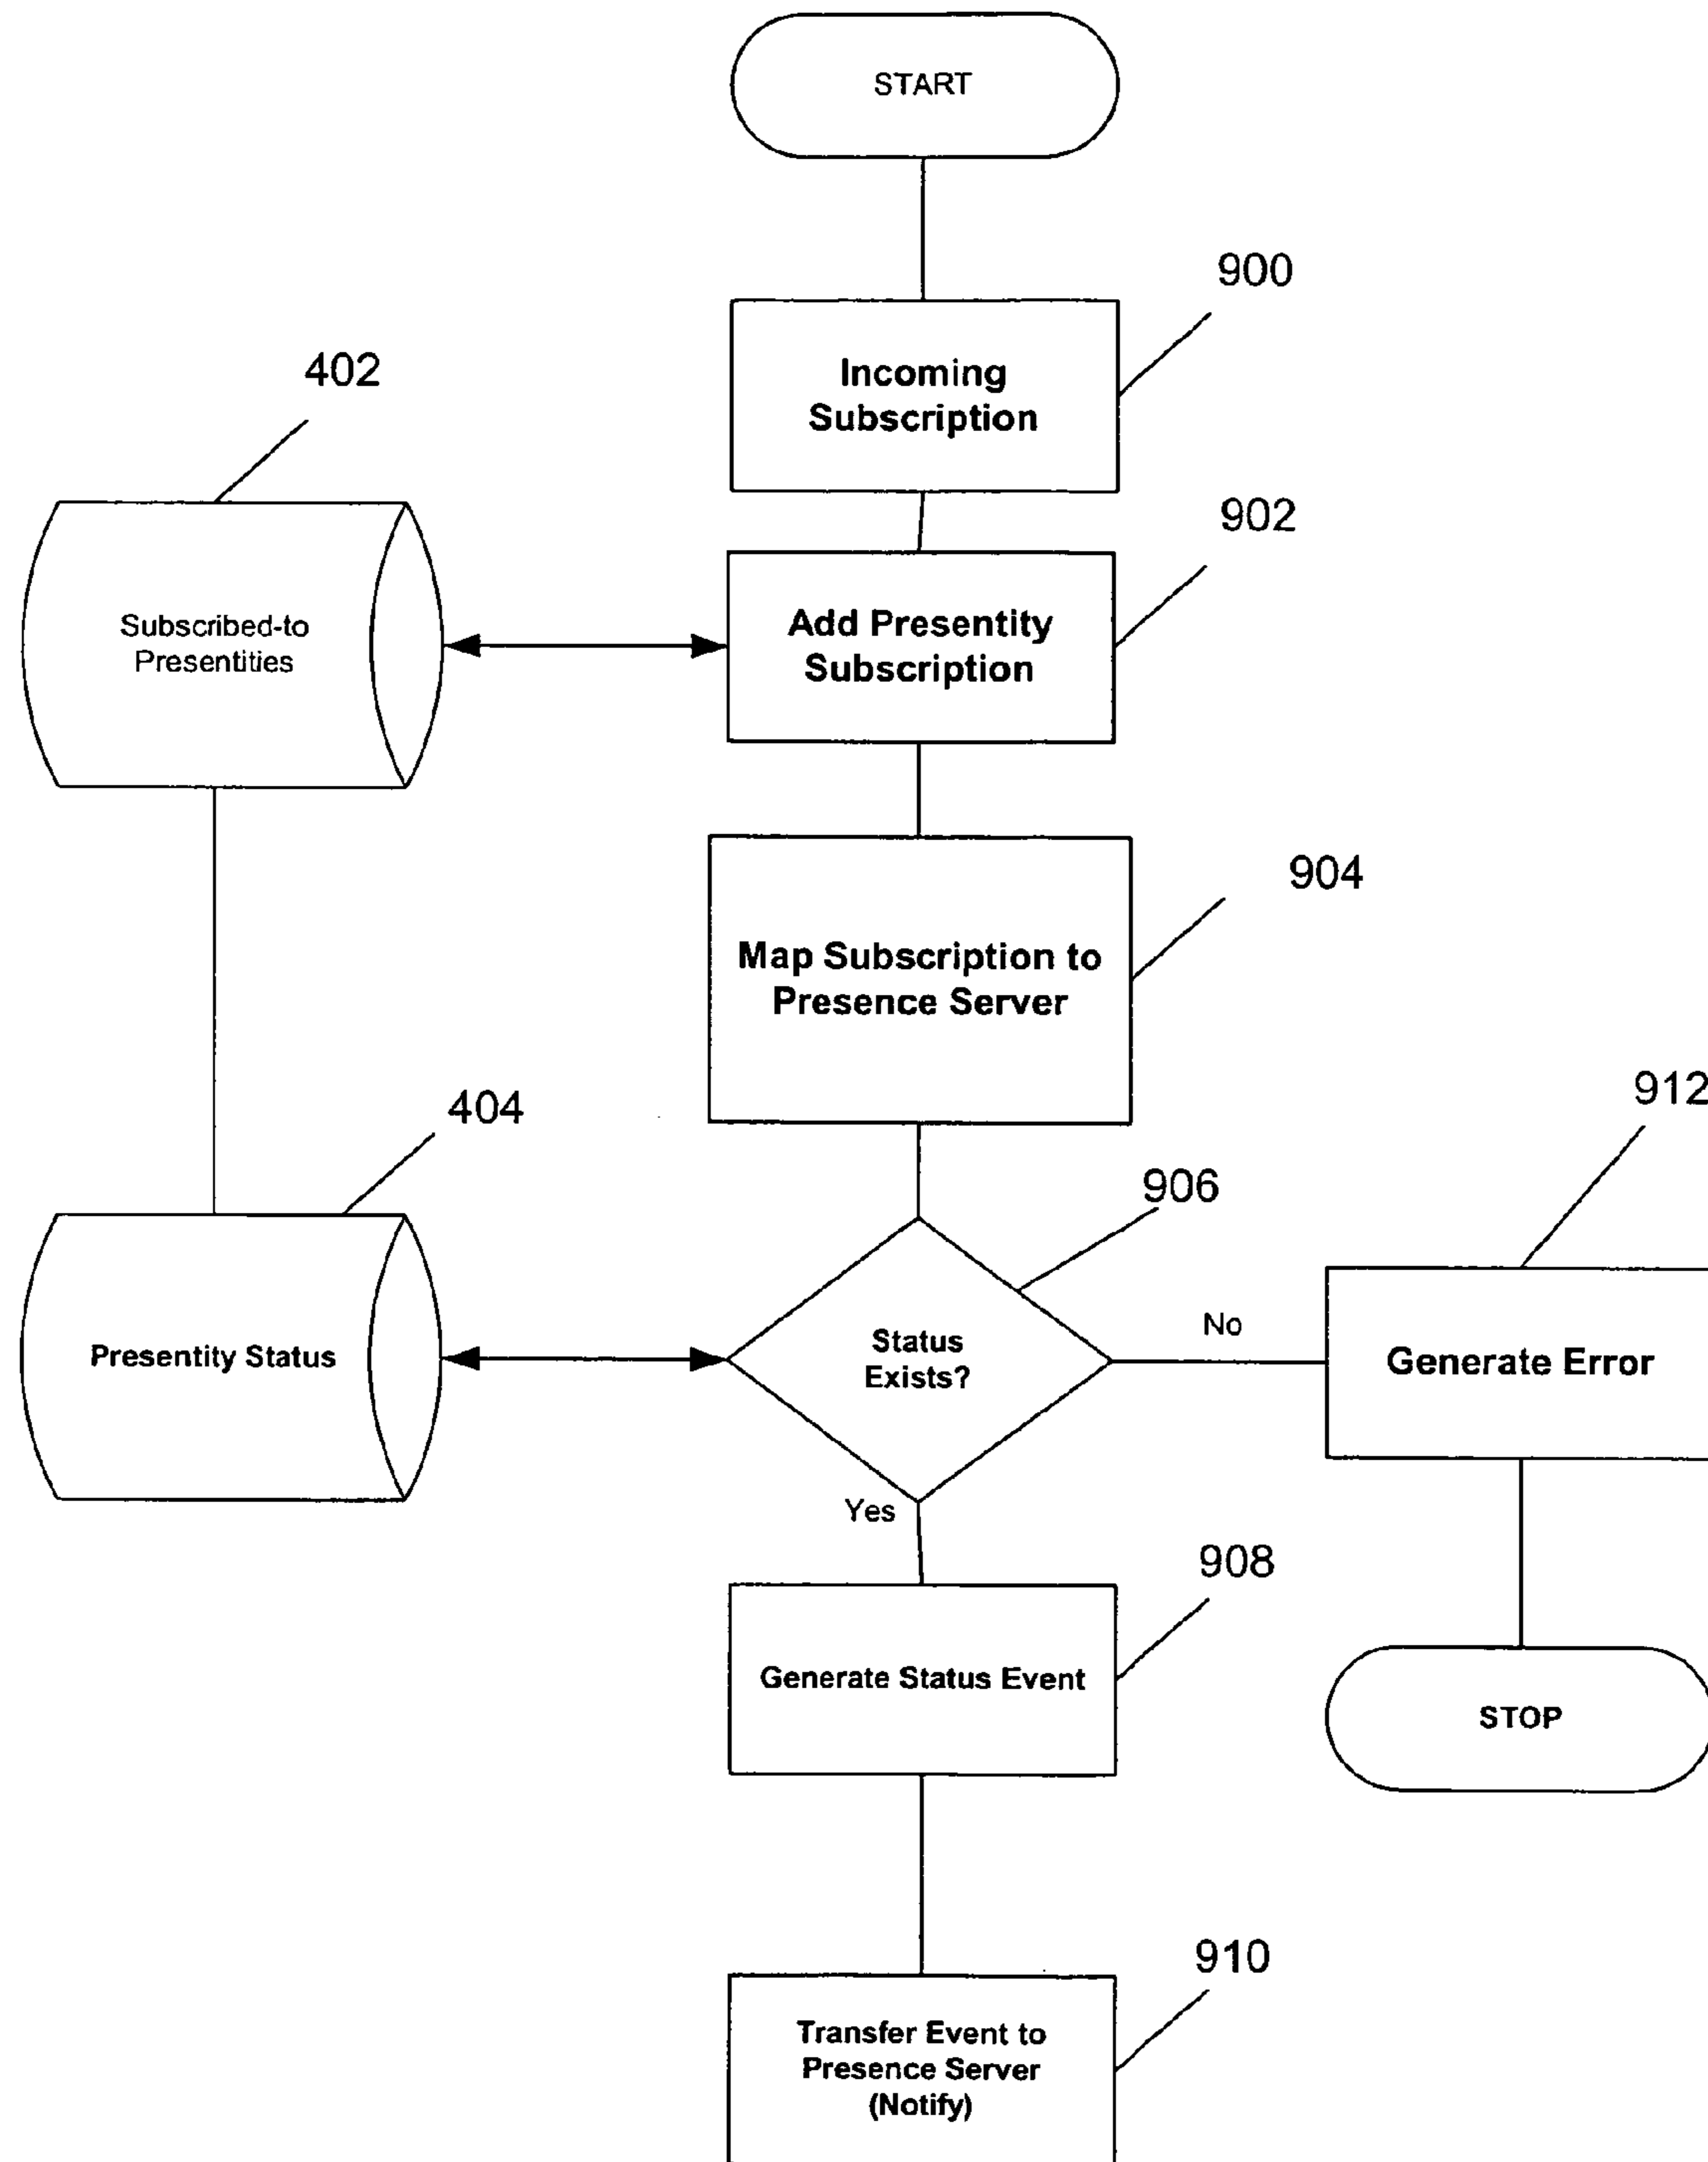 START
900
Incoming
Subscription
402
902
Subscribed-to
Presentities
Add Presentity
Subscription
904
Map Subscription to
Presence Server
404
912
906
Presentity Status
Status
Exists?
No
Generate Error
Yes
908
Generate Status Event
STOP
910
Transfer Event to
Presence Server
(Notify)